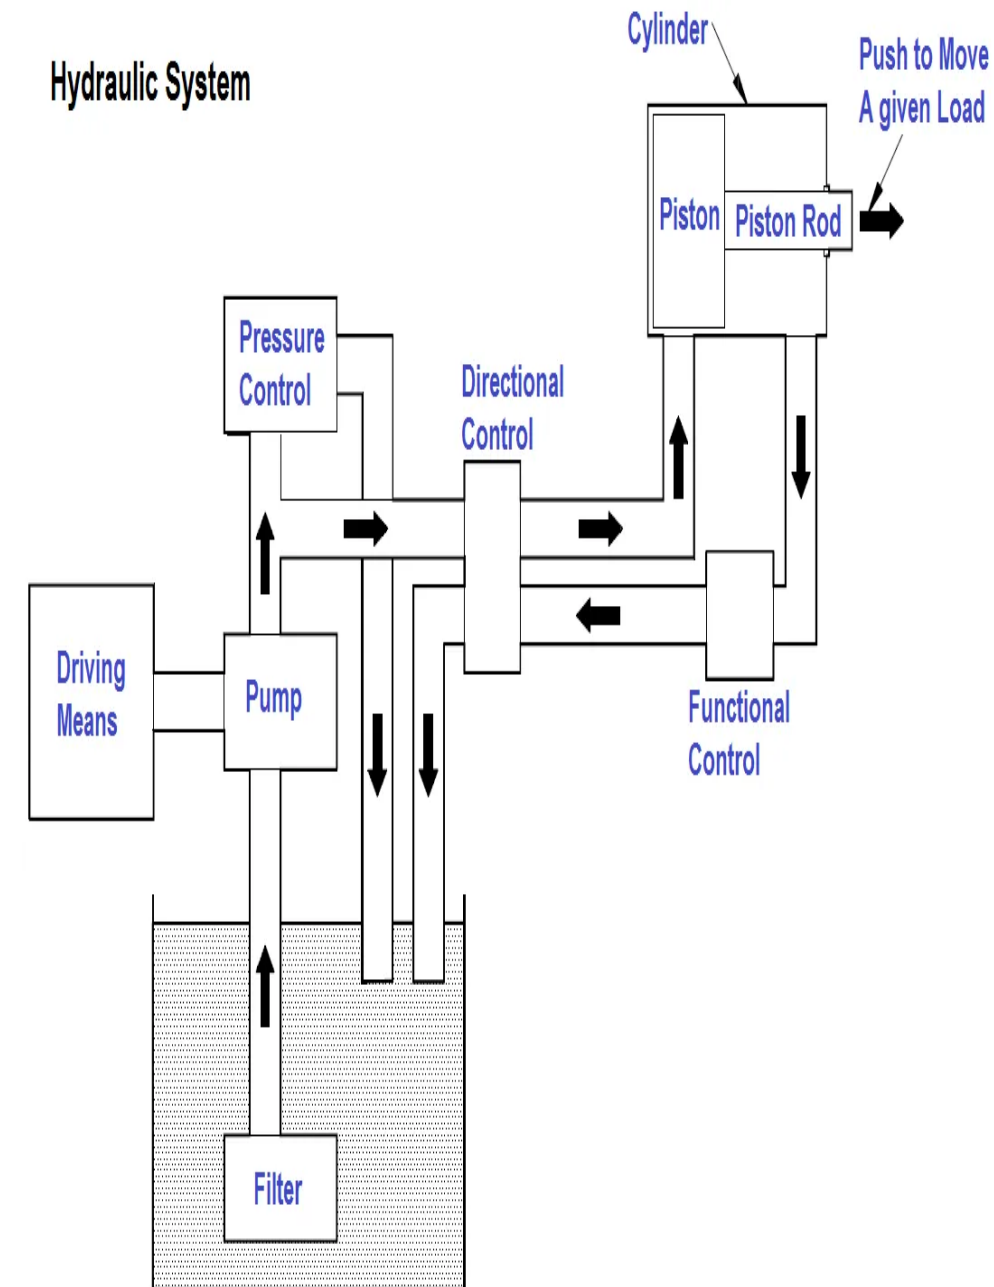 Hydraulic System
Cylinder
Push to Move
A given Load
Piston
Piston Rod
Pressure
Control
Directional
Control
Driving
Means
Pump
Functional
Control
Filter